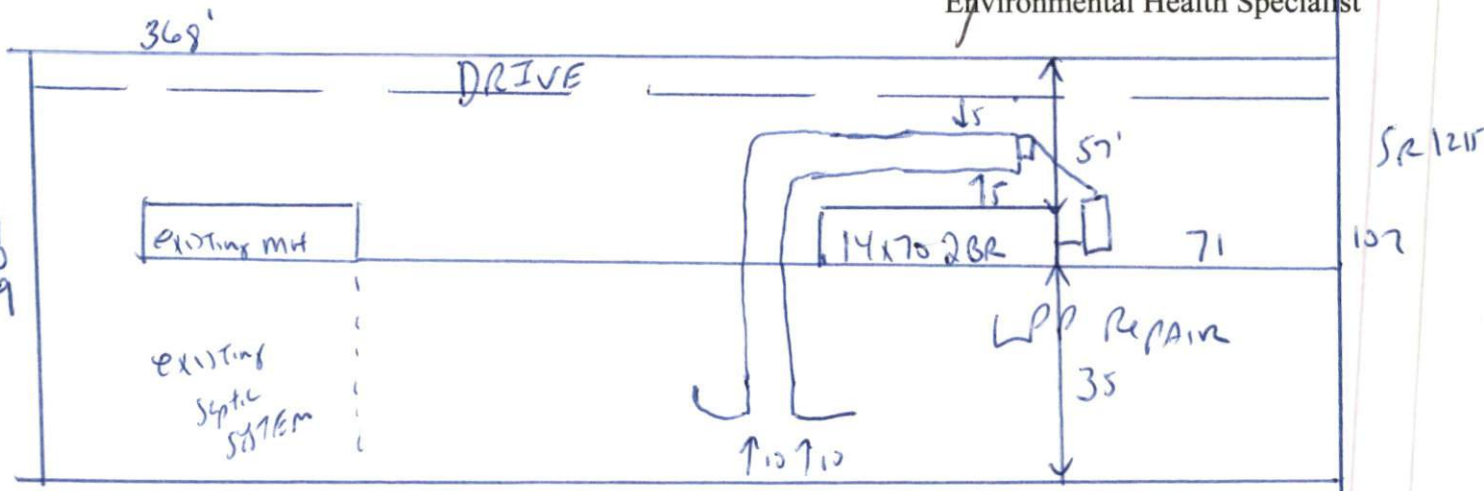 Environmental Health Specialist
368'
DRIVE
↓5
57'
SR 1215
↑5
existing MH
14x70 2BR
71
107
LPP RepAIR
existing
Septic
SYSTEM
35
↑10 ↑10